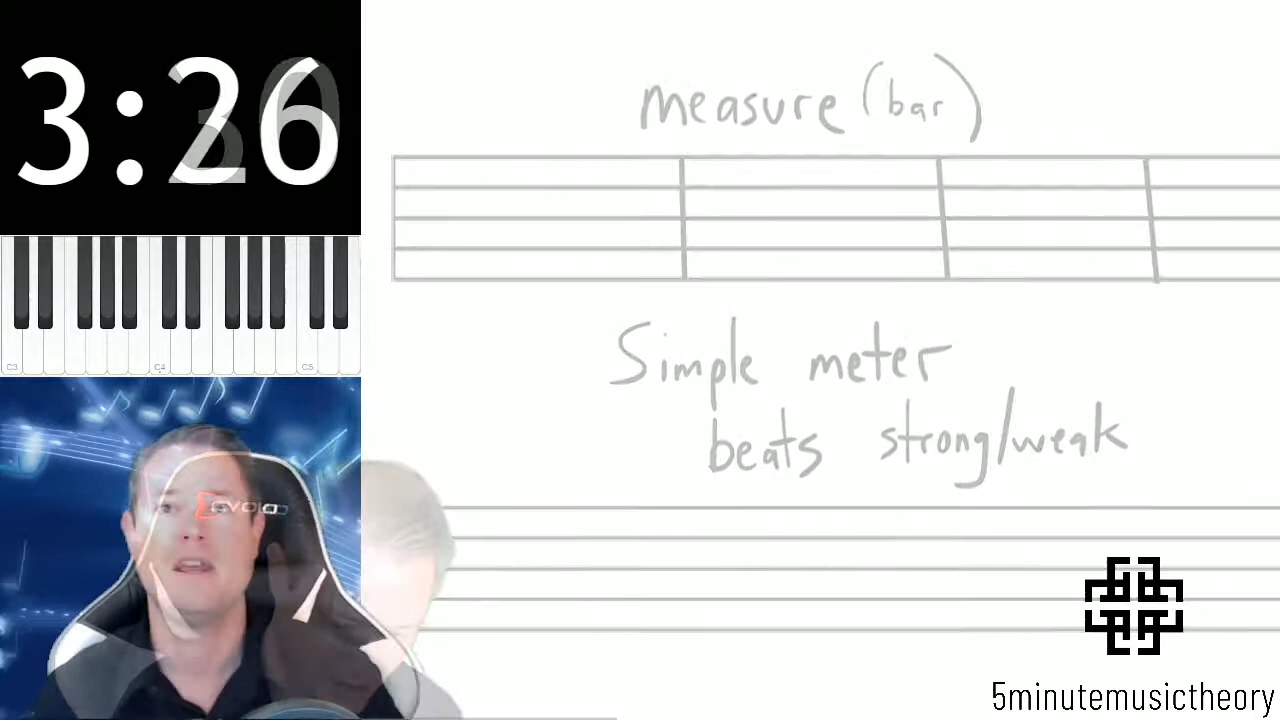 3:26
measure (bar)
C3
C4
C5
Simple meter
beats strong/weak
5minutemusictheory